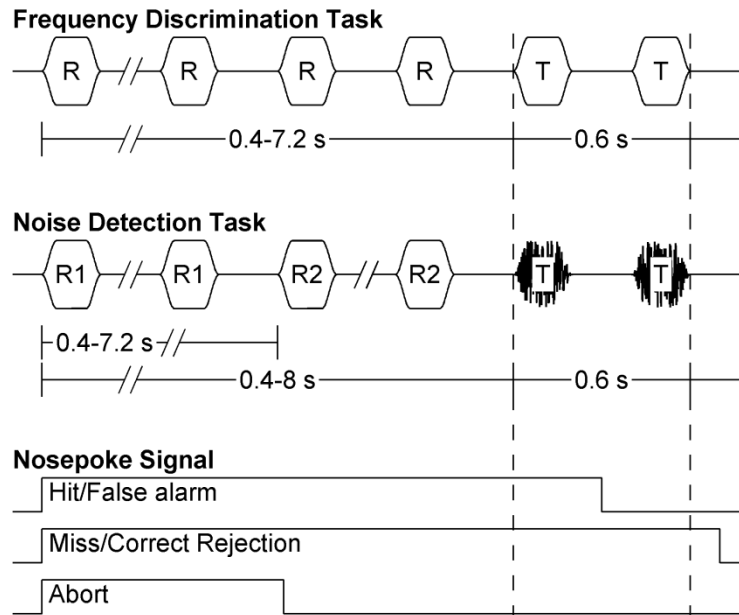 Frequency Discrimination Task
R R R R T T
0.4-7.2 s 0.6 s
Noise Detection Task
R1 R1 R2 R2 T T
0.4-7.2 s
0.4-8 s 0.6 s
Nosepoke Signal
Hit/False alarm
Miss/Correct Rejection
Abort